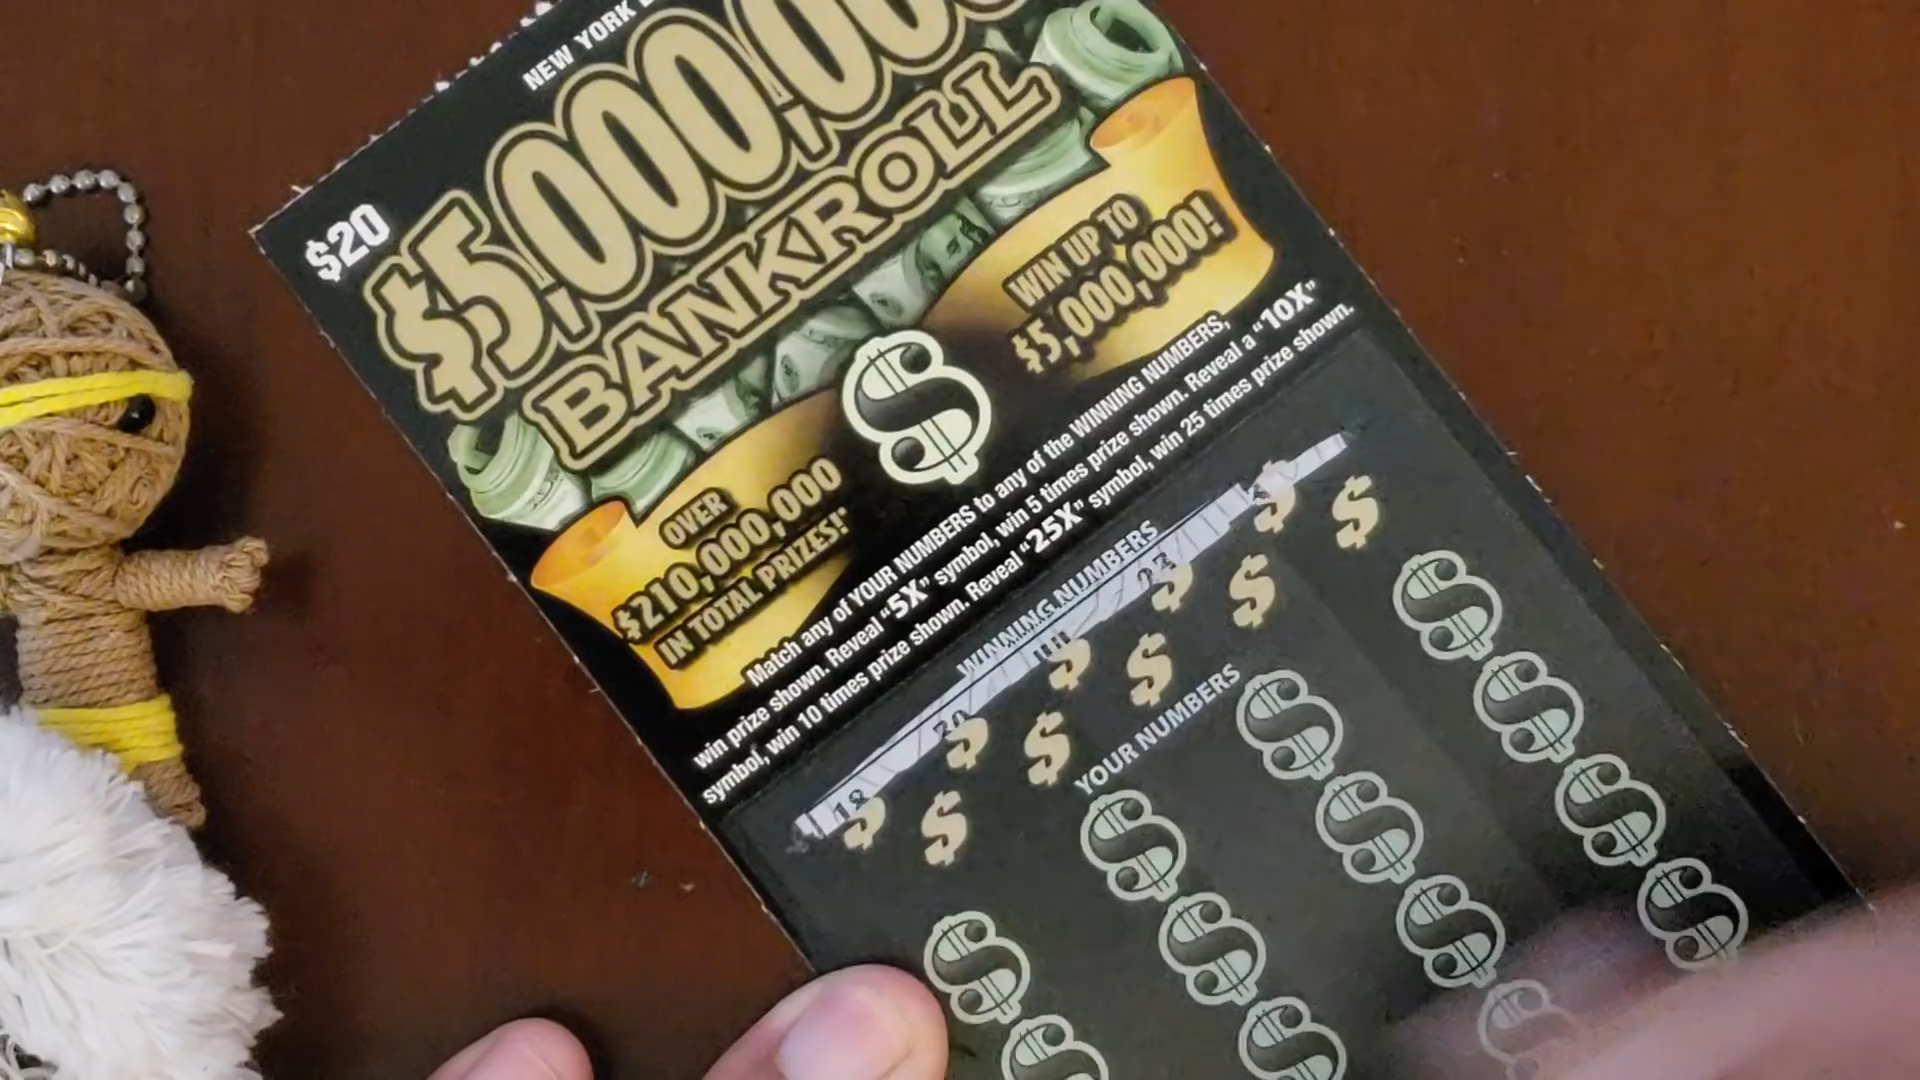 NEW YORK
$20
$5,000,00
BANKROLL
WIN UP TO
$5,000,000!
OVER
$210,000,000
IN TOTAL PRIZES!*
Match any of YOUR NUMBERS to any of the WINNING NUMBERS,
win prize shown. Reveal "5X" symbol, win 5 times prize shown. Reveal a "10X"
symbol, win 10 times prize shown. Reveal "25X" symbol, win 25 times prize shown.
WINNING NUMBERS
18 20 23
YOUR NUMBERS